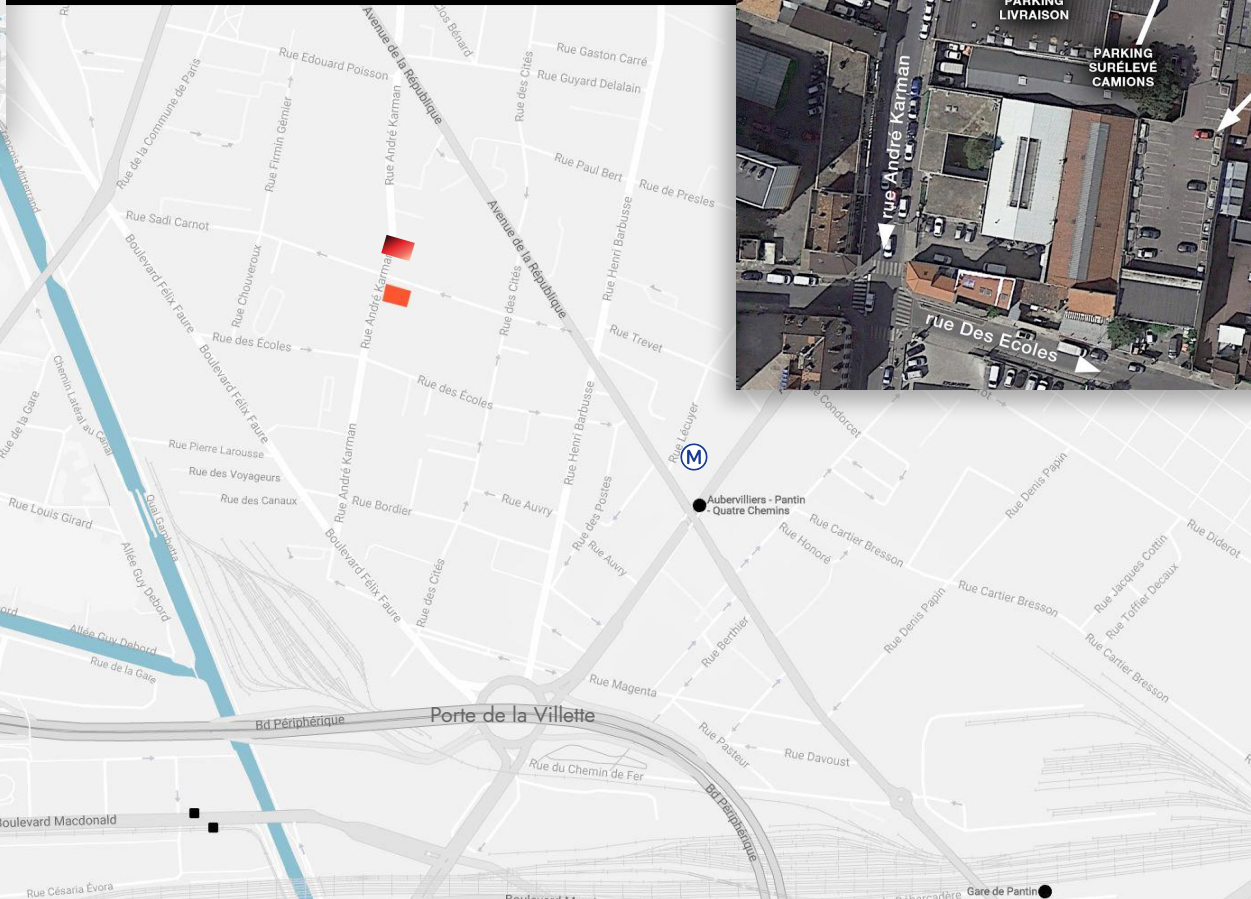 PARKING
LIVRAISON
PARKING
SURÉLEVÉ
CAMIONS
rue André Karman
rue Des Ecoles
Avenue de la République
Rue Edouard Poisson
Rue Gaston Carré
Rue Guyard Delalain
Rue des Cités
Rue de la Commune de Paris
Rue Firmin Gémier
Rue André Karman
Rue Paul Bert
Rue de Presles
Rue Sadi Carnot
Avenue de la République
Rue Henri Barbusse
Boulevard Félix Faure
Rue Chouveroux
Rue André Karman
Rue des Cités
Rue Trevet
Rue des Écoles
Boulevard Félix Faure
Chemin Latéral au Canal
Rue de la Gare
Rue des Écoles
Rue Henri Barbusse
Rue Lécuyer
M
Condorcet
Rue Pierre Larousse
Rue des Voyageurs
Rue des Canaux
Rue André Karman
Rue Bordier
Rue Auvry
Rue des Postes
Aubervilliers - Pantin
- Quatre Chemins
Rue Denis Papin
Rue Louis Girard
Quai Gambetta
Allée Guy Debord
Boulevard Félix Faure
Rue des Cités
Rue Auvry
Rue Honoré
Rue Cartier Bresson
Rue Diderot
Rue Jacques Cottin
Rue Toffier Decaux
Rue Cartier Bresson
Rue Denis Papin
Rue Berthier
Rue Cartier Bresson
Allée Guy Debord
Rue de la Gare
Rue Magenta
Bd Périphérique
Porte de la Villette
Rue Pasteur
Rue Davoust
Rue du Chemin de Fer
Bd Périphérique
Boulevard Macdonald
Rue Césaria Évora
Gare de Pantin